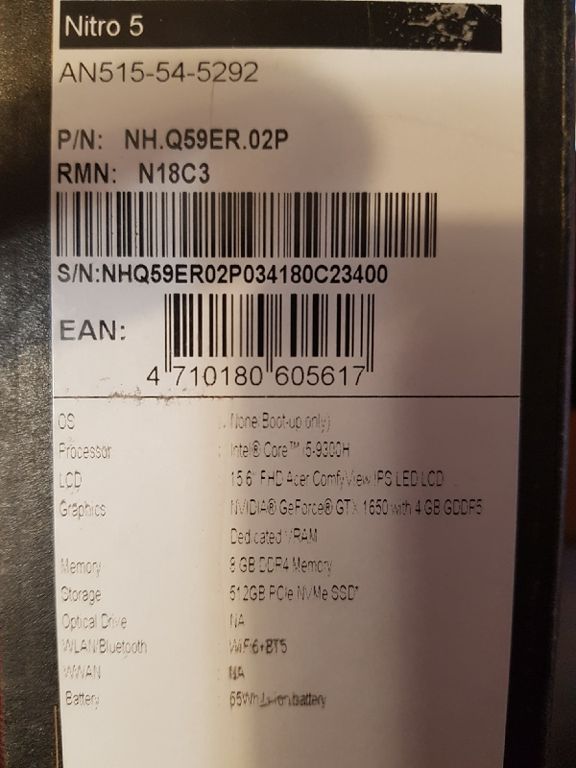 Nitro 5
AN515-54-5292
P/N: NH.Q59ER.02P
RMN: N18C3
S/N:NHQ59ER02P034180C23400
EAN:
4 710180 605617
OS : None(Boot-up only)
Processor : Intel® Core™ i5-9300H
LCD : 15.6" FHD Acer ComfyView IPS LED LCD
Graphics : NVIDIA® GeForce® GTX 1650 with 4 GB GDDR5
Dedicated VRAM
Memory : 8 GB DDR4 Memory
Storage : 512GB PCIe NVMe SSD*
Optical Drive : NA
WLAN/Bluetooth : WiFi6+BT5
WWAN : NA
Battery : Li-ion battery